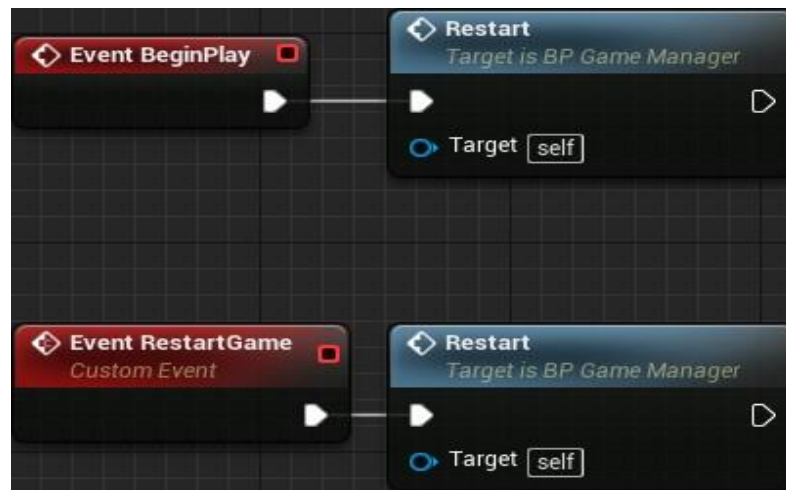 Event BeginPlay
Restart
Target is BP Game Manager
Target self
Event RestartGame
Custom Event
Restart
Target is BP Game Manager
Target self